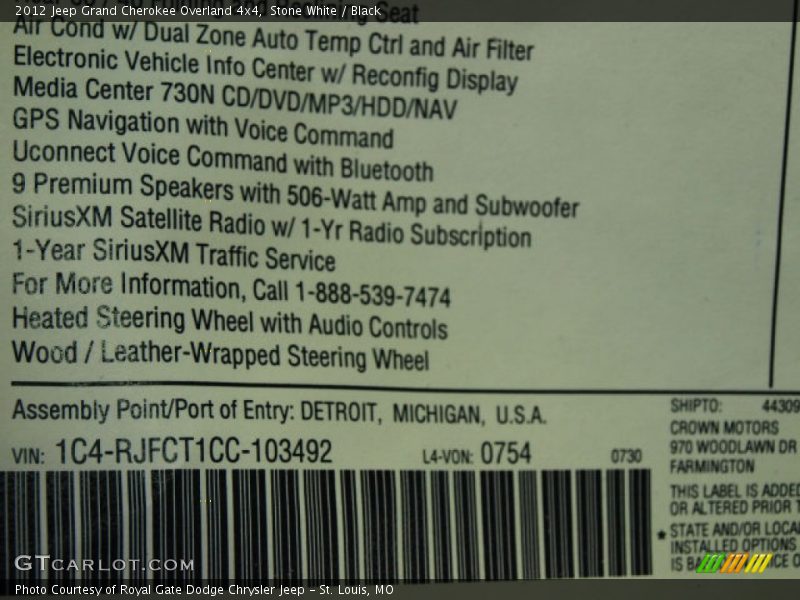 2012 Jeep Grand Cherokee Overland 4x4, Stone White / Black
Seat
Air Cond w/ Dual Zone Auto Temp Ctrl and Air Filter
Electronic Vehicle Info Center w/ Reconfig Display
Media Center 730N CD/DVD/MP3/HDD/NAV
GPS Navigation with Voice Command
Uconnect Voice Command with Bluetooth
9 Premium Speakers with 506-Watt Amp and Subwoofer
SiriusXM Satellite Radio w/ 1-Yr Radio Subscription
1-Year SiriusXM Traffic Service
For More Information, Call 1-888-539-7474
Heated Steering Wheel with Audio Controls
Wood / Leather-Wrapped Steering Wheel
Assembly Point/Port of Entry: DETROIT, MICHIGAN, U.S.A.
VIN: 1C4-RJFCT1CC-103492 L4-VON: 0754 0730
SHIPTO: 44309
CROWN MOTORS
970 WOODLAWN DR
FARMINGTON
THIS LABEL IS ADDED
OR ALTERED PRIOR T
* STATE AND/OR LOCAL
INSTALLED OPTIONS
IS
GTcarlot.com
Photo Courtesy of Royal Gate Dodge Chrysler Jeep - St. Louis, MO